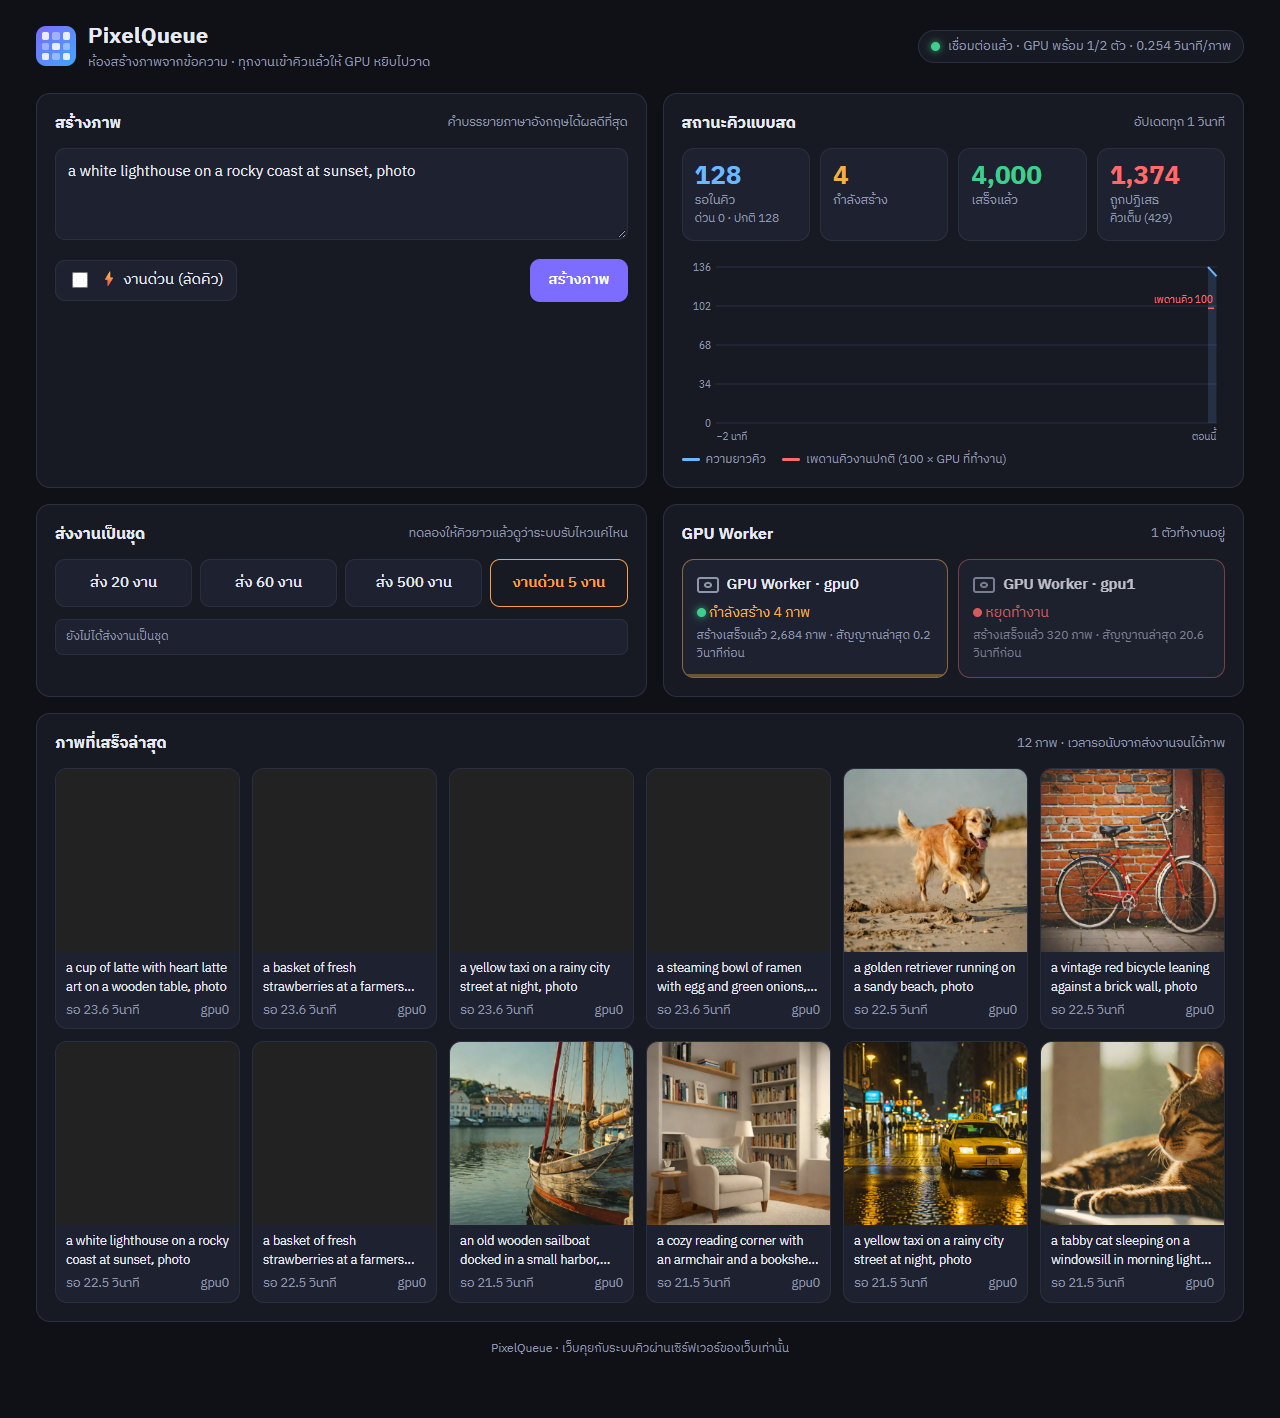 PixelQueue
ห้องสร้างภาพจากข้อความ · ทุกงานเข้าคิวแล้วให้ GPU หยิบไปวาด
เชื่อมต่อแล้ว · GPU พร้อม 1/2 ตัว · 0.254 วินาที/ภาพ
สร้างภาพ
คำบรรยายภาษาอังกฤษได้ผลดีที่สุด
a white lighthouse on a rocky coast at sunset, photo
งานด่วน (ลัดคิว)
สร้างภาพ
สถานะคิวแบบสด
อัปเดตทุก 1 วินาที
128
รอในคิว
ด่วน 0 · ปกติ 128
4
กำลังสร้าง
4,000
เสร็จแล้ว
1,374
ถูกปฏิเสธ
คิวเต็ม (429)
136
102
68
34
0
เพดานคิว 100
−2 นาที
ตอนนี้
ความยาวคิว
เพดานคิวงานปกติ (100 × GPU ที่ทำงาน)
ส่งงานเป็นชุด
ทดลองให้คิวยาวแล้วดูว่าระบบรับไหวแค่ไหน
ส่ง 20 งาน
ส่ง 60 งาน
ส่ง 500 งาน
งานด่วน 5 งาน
ยังไม่ได้ส่งงานเป็นชุด
GPU Worker
1 ตัวทำงานอยู่
GPU Worker · gpu0
กำลังสร้าง 4 ภาพ
สร้างเสร็จแล้ว 2,684 ภาพ · สัญญาณล่าสุด 0.2
วินาทีก่อน
GPU Worker · gpu1
หยุดทำงาน
สร้างเสร็จแล้ว 320 ภาพ · สัญญาณล่าสุด 20.6
วินาทีก่อน
ภาพที่เสร็จล่าสุด
12 ภาพ · เวลารอนับจากส่งงานจนได้ภาพ
a cup of latte with heart latte
art on a wooden table, photo
รอ 23.6 วินาที
gpu0
a basket of fresh
strawberries at a farmers...
รอ 23.6 วินาที
gpu0
a yellow taxi on a rainy city
street at night, photo
รอ 23.6 วินาที
gpu0
a steaming bowl of ramen
with egg and green onions,...
รอ 23.6 วินาที
gpu0
a golden retriever running on
a sandy beach, photo
รอ 22.5 วินาที
gpu0
a vintage red bicycle leaning
against a brick wall, photo
รอ 22.5 วินาที
gpu0
a white lighthouse on a rocky
coast at sunset, photo
รอ 22.5 วินาที
gpu0
a basket of fresh
strawberries at a farmers...
รอ 22.5 วินาที
gpu0
an old wooden sailboat
docked in a small harbor,...
รอ 21.5 วินาที
gpu0
a cozy reading corner with
an armchair and a bookshe...
รอ 21.5 วินาที
gpu0
a yellow taxi on a rainy city
street at night, photo
รอ 21.5 วินาที
gpu0
a tabby cat sleeping on a
windowsill in morning light...
รอ 21.5 วินาที
gpu0
PixelQueue · เว็บคุยกับระบบคิวผ่านเซิร์ฟเวอร์ของเว็บเท่านั้น